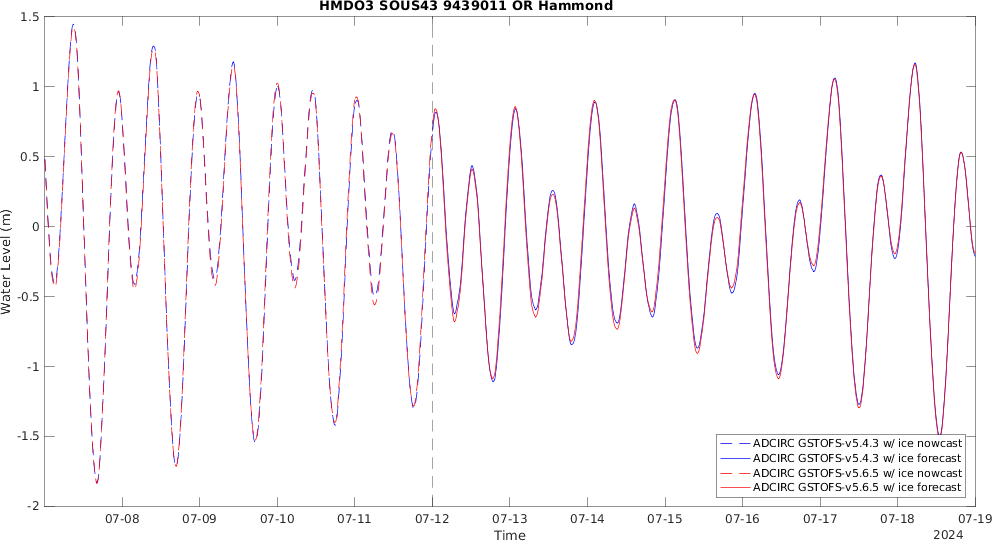 HMDO3 SOUS43 9439011 OR Hammond
Water Level (m)
1.5
1
0.5
0
-0.5
-1
-1.5
-2
07-08 07-09 07-10 07-11 07-12 07-13 07-14 07-15 07-16 07-17 07-18 07-19
Time
2024
ADCIRC GSTOFS-v5.4.3 w/ ice nowcast
ADCIRC GSTOFS-v5.4.3 w/ ice forecast
ADCIRC GSTOFS-v5.6.5 w/ ice nowcast
ADCIRC GSTOFS-v5.6.5 w/ ice forecast